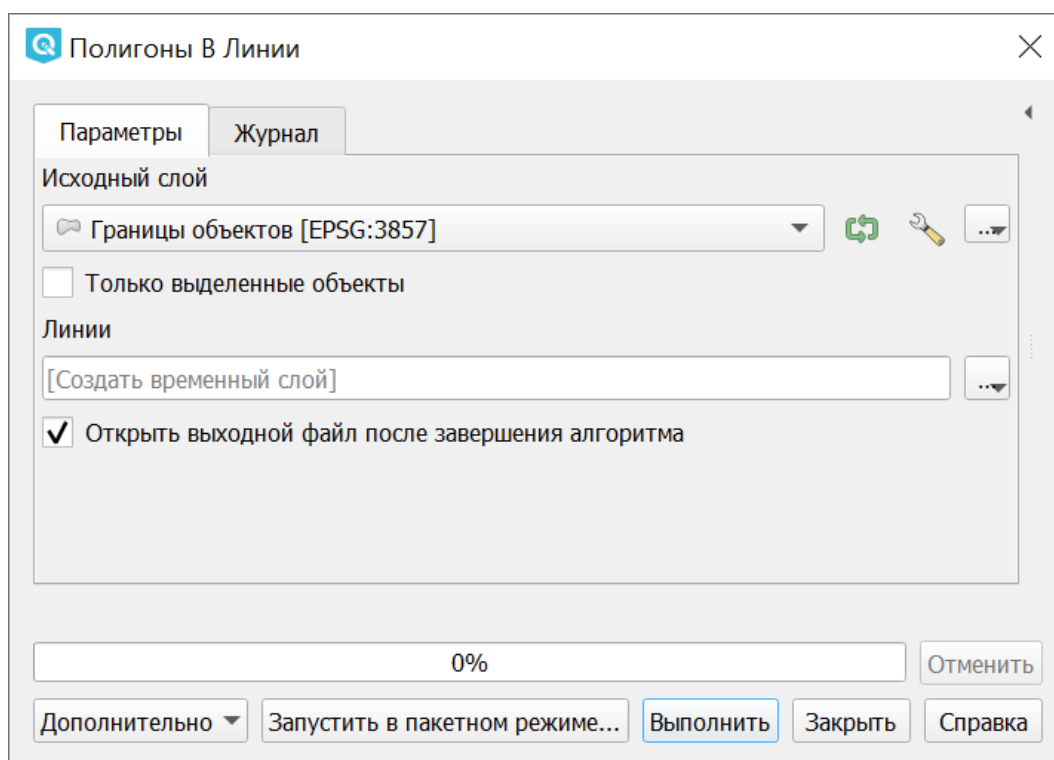 Полигоны В Линии
Параметры
Журнал
Исходный слой
Границы объектов [EPSG:3857]
...
Только выделенные объекты
Линии
[Создать временный слой]
...
Открыть выходной файл после завершения алгоритма
0%
Отменить
Дополнительно
Запустить в пакетном режиме...
Выполнить
Закрыть
Справка